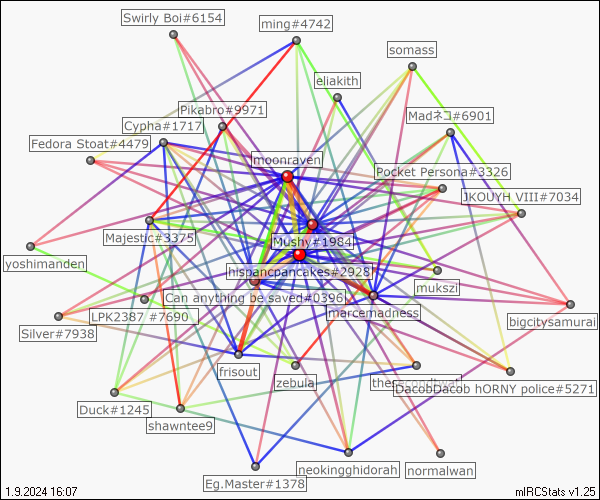 Swirly Boi#6154
ming#4742
somass
eliakith
Pikabro#9971
Madネコ#6901
Cypha#1717
Fedora Stoat#4479
moonraven
Pocket Persona#3326
JKOUYH VIII#7034
Majestic#3375
Mushy#1984
yoshimanden
hispancpancakes#2928
mukszi
Can anything be saved#0396
LPK2387 #7690
marcemadness
bigcitysamurai
Silver#7938
frisout
zebula
DacobDacob hORNY police#5271
Duck#1245
shawntee9
neokingghidorah
normalwan
Eg.Master#1378
1.9.2024 16:07
mIRCStats v1.25